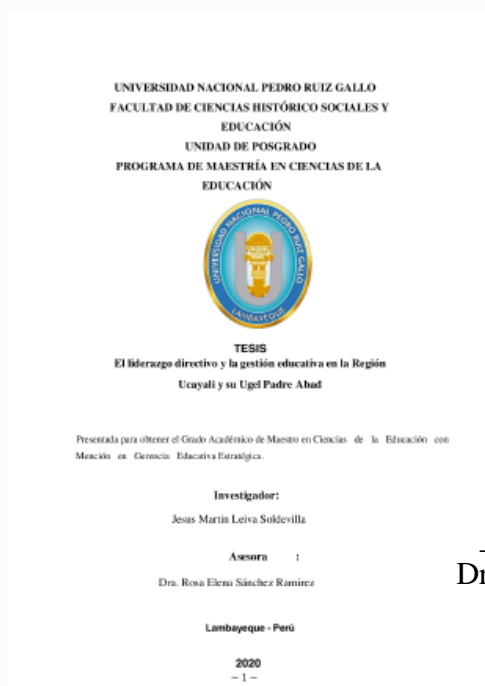 UNIVERSIDAD NACIONAL PEDRO RUIZ GALLO
FACULTAD DE CIENCIAS HISTÓRICO SOCIALES Y
EDUCACIÓN
UNIDAD DE POSGRADO
PROGRAMA DE MAESTRÍA EN CIENCIAS DE LA
EDUCACIÓN
UNIVERSIDAD NACIONAL PEDRO RUIZ GALLO
LAMBAYEQUE
TESIS
El liderazgo directivo y la gestión educativa en la Región
Ucayali y su Ugel Padre Abad
Presentada para obtener el Grado Académico de Maestro en Ciencias de la Educación con
Mención en Gerencia Educativa Estratégica.
Investigador:
Jesus Martin Leiva Soldevilla
Asesora :
Dra. Rosa Elena Sánchez Ramirez
Dr
Lambayeque - Perú
2020
– 1 –